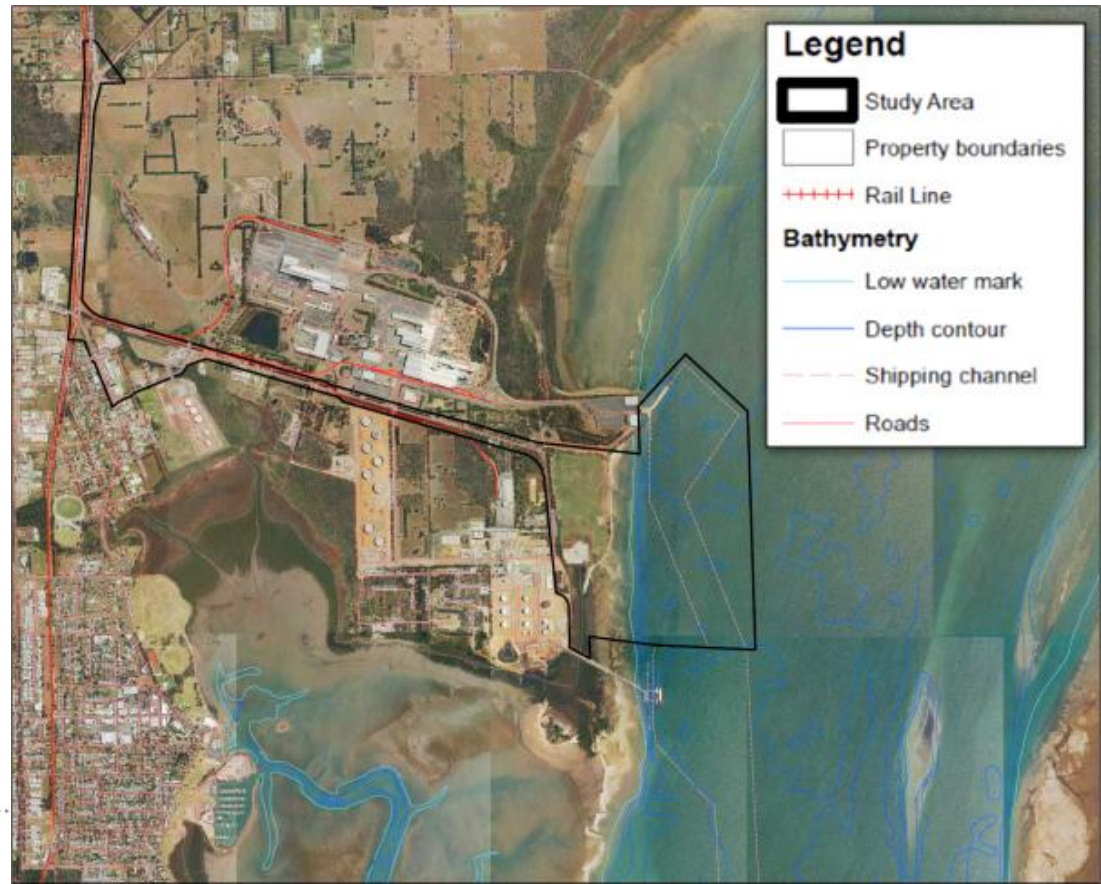 Legend
Study Area
Property boundaries
Rail Line
Bathymetry
Low water mark
Depth contour
Shipping channel
Roads